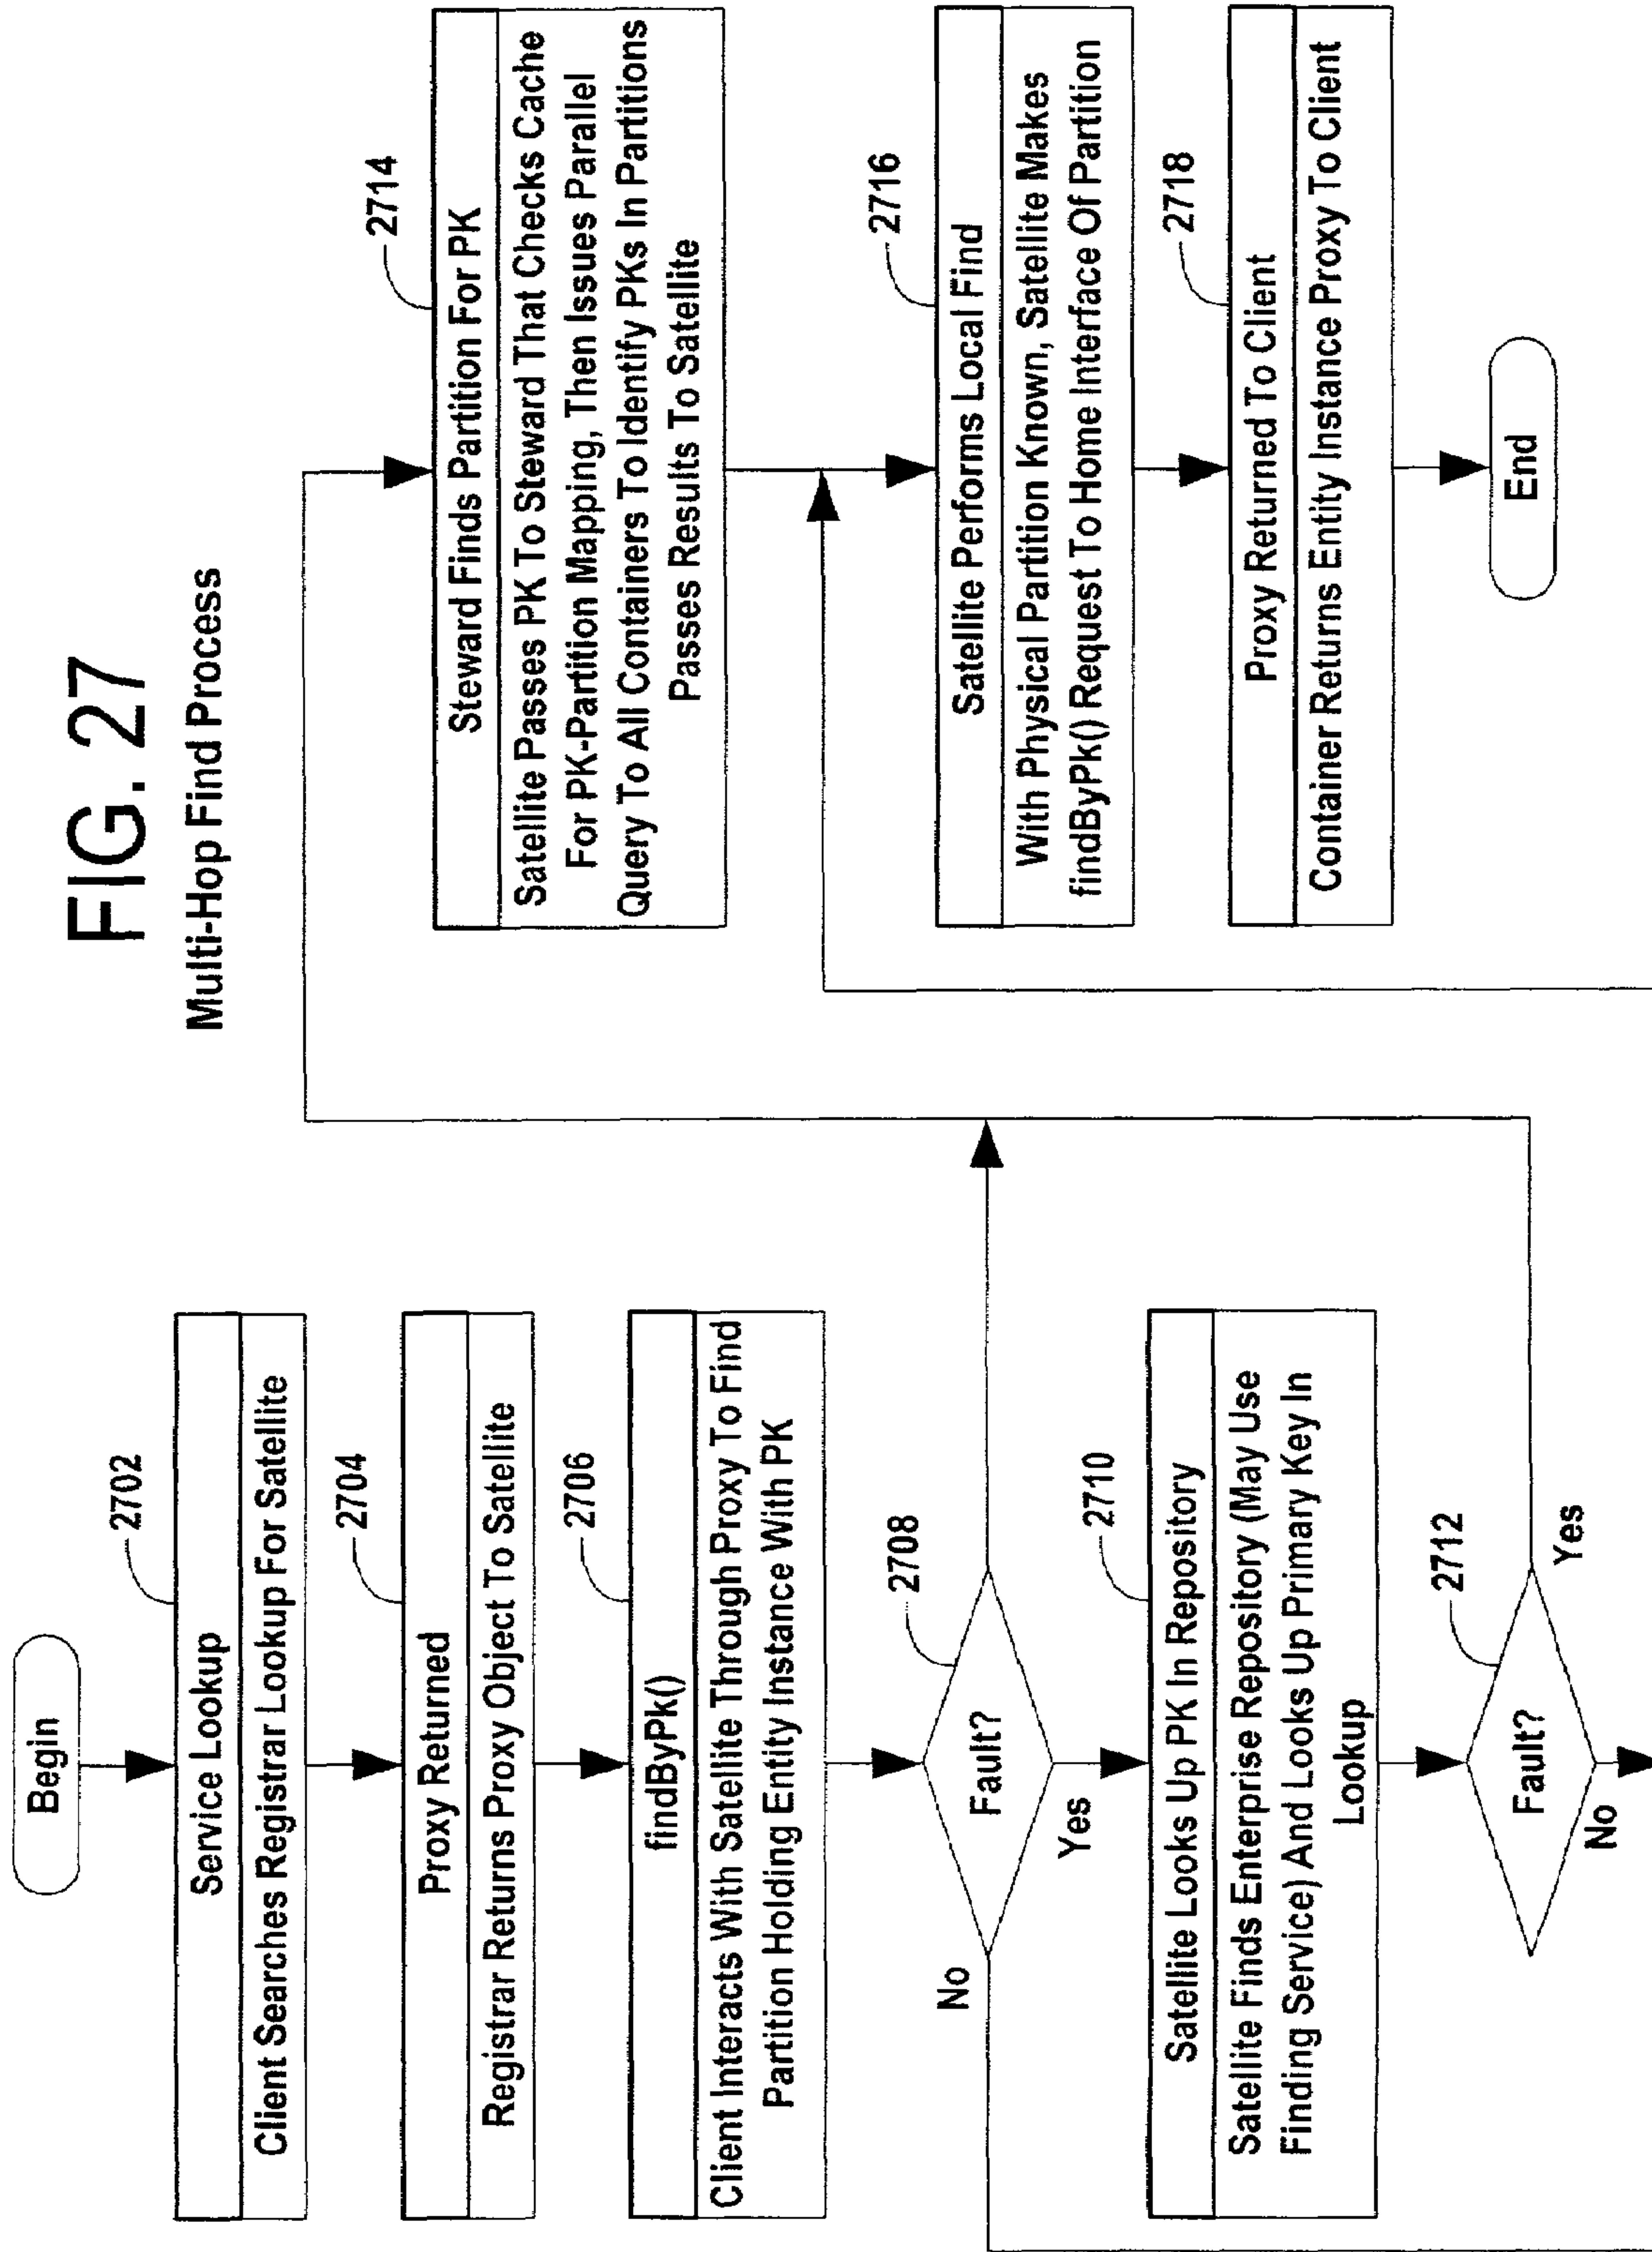 FIG. 27
Multi-Hop Find Process
Begin
2702
Service Lookup
Client Searches Registrar Lookup For Satellite
2704
Proxy Returned
Registrar Returns Proxy Object To Satellite
2706
findByPk()
Client Interacts With Satellite Through Proxy To Find
Partition Holding Entity Instance With PK
2708
Fault?
No
Yes
2710
Satellite Looks Up PK In Repository
Satellite Finds Enterprise Repository (May Use
Finding Service) And Looks Up Primary Key In
Lookup
2712
Fault?
Yes
No
2714
Steward Finds Partition For PK
Satellite Passes PK To Steward That Checks Cache
For PK-Partition Mapping, Then Issues Parallel
Query To All Containers To Identify PKs In Partitions
Passes Results To Satellite
2716
Satellite Performs Local Find
With Physical Partition Known, Satellite Makes
findByPk() Request To Home Interface Of Partition
2718
Proxy Returned To Client
Container Returns Entity Instance Proxy To Client
End